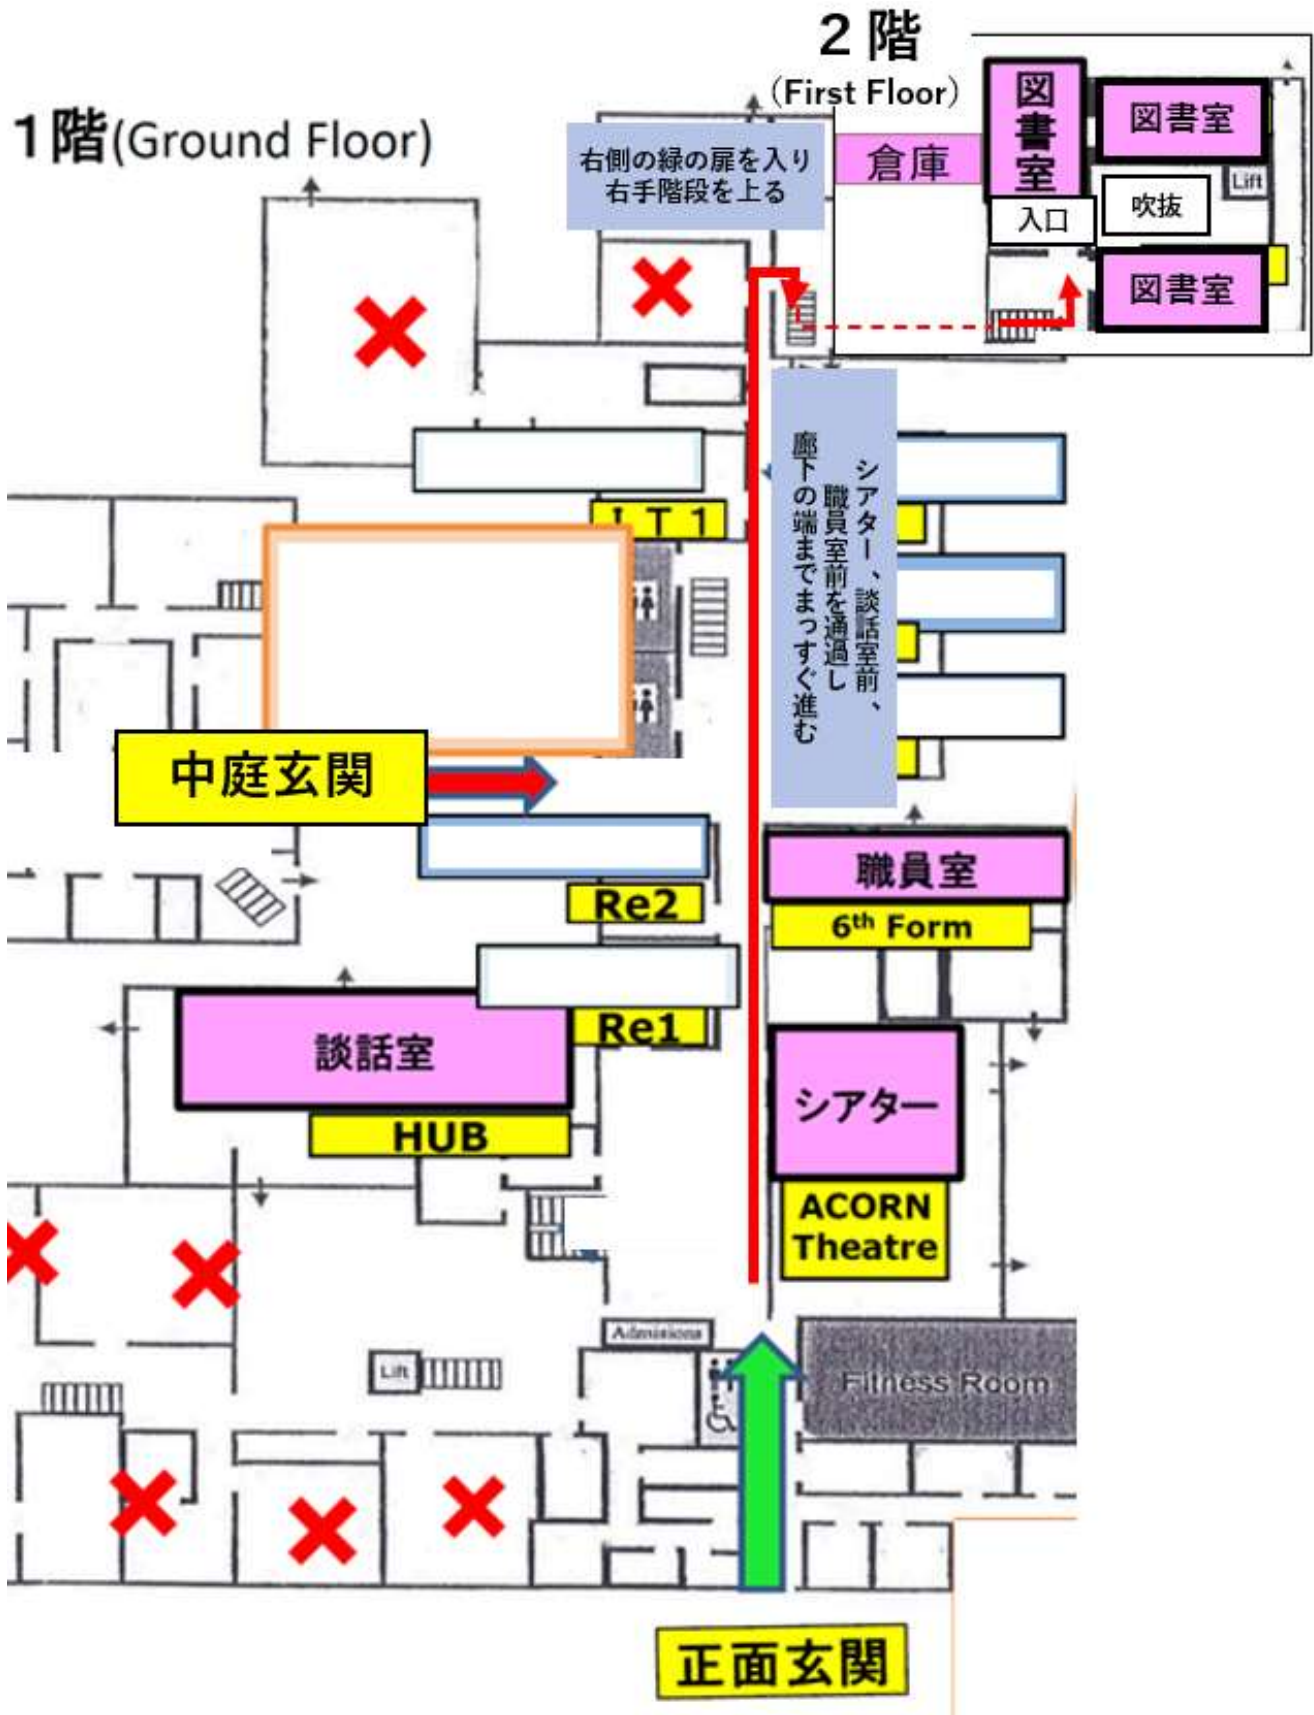 2階
(First Floor)
1階(Ground Floor)
右側の緑の扉を入り
右手階段を上る
倉庫
図書室
図書室
Lift
入口
吹抜
図書室
シアター、談話室前、
職員室前を通過し
廊下の端までまっすぐ進む
中庭玄関
職員室
Re2
6th Form
談話室
Re1
シアター
HUB
ACORN
Theatre
Admissions
Lift
Fitness Room
正面玄関